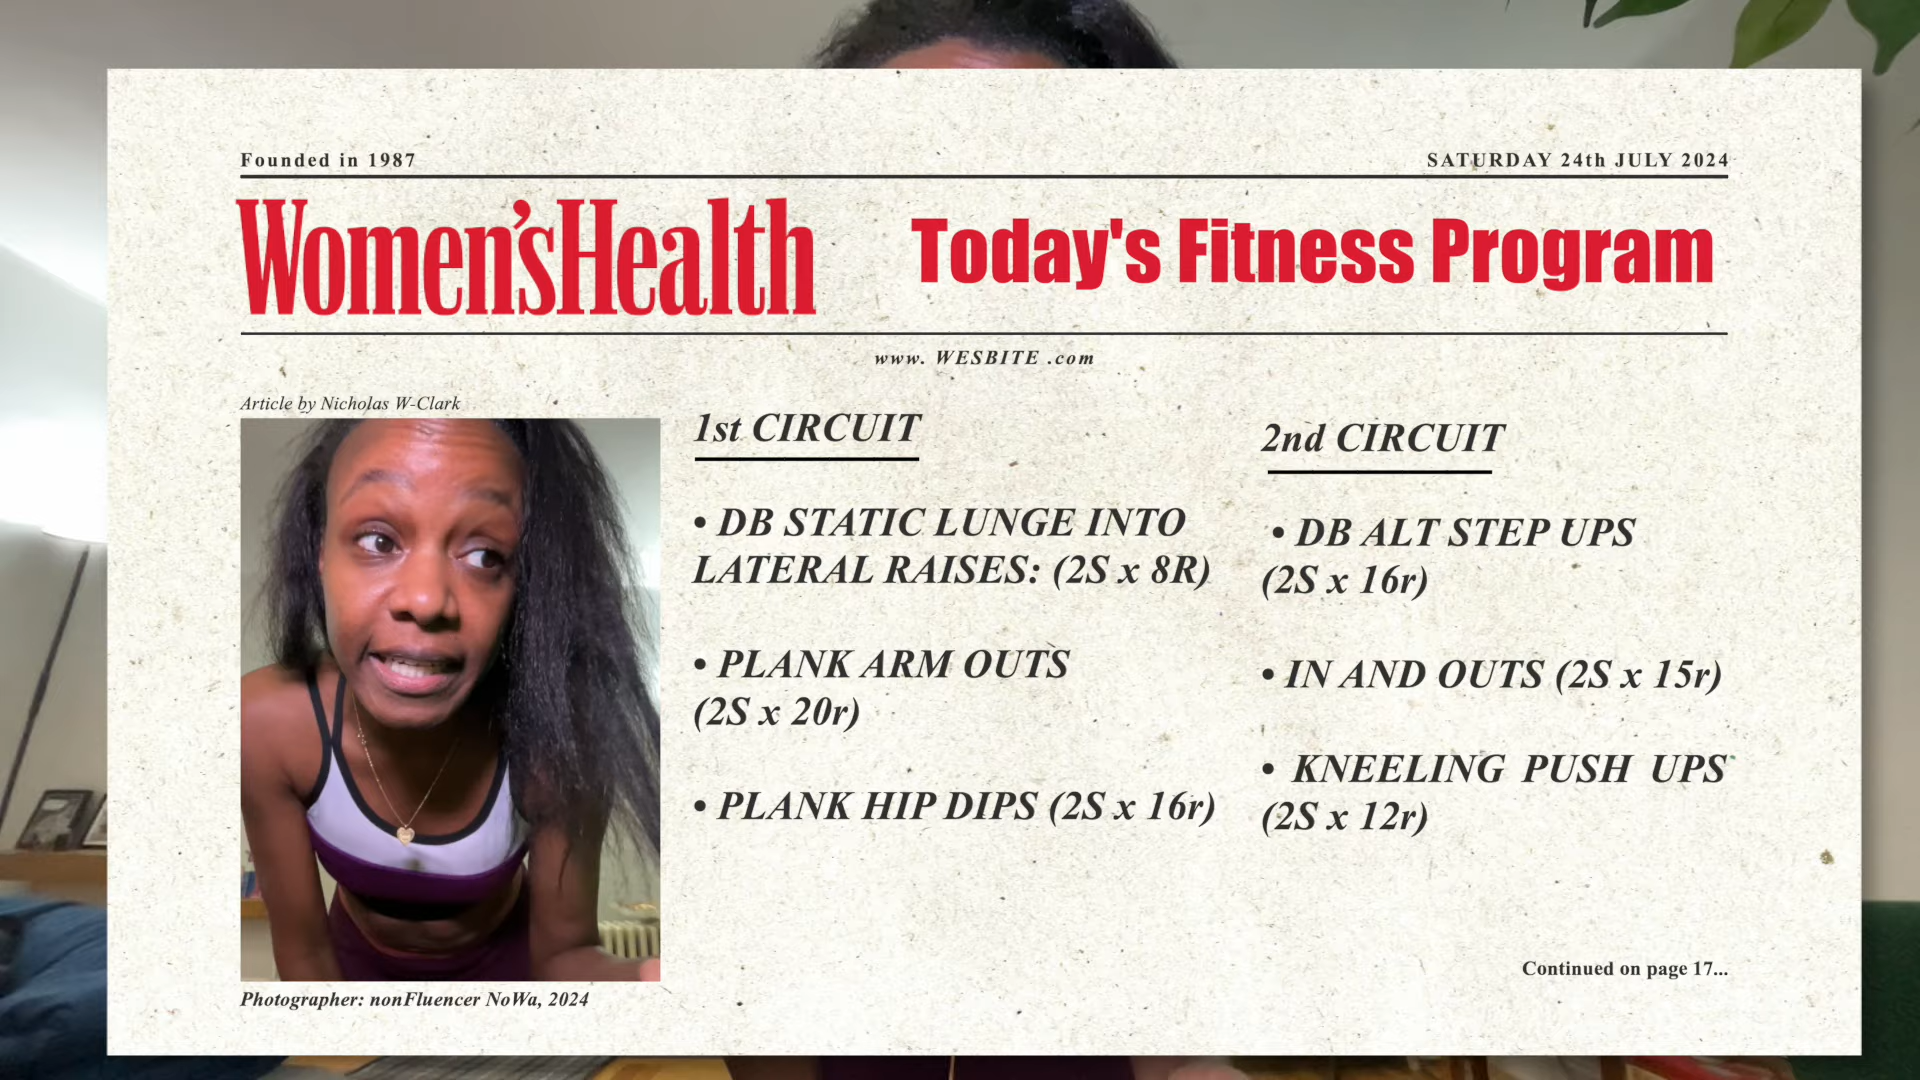 Founded in 1987
SATURDAY 24th JULY 2024
Women'sHealth
Today's Fitness Program
www. WESBITE .com
Article by Nicholas W-Clark
1st CIRCUIT
• DB STATIC LUNGE INTO
LATERAL RAISES: (2S x 8R)
• PLANK ARM OUTS
(2S x 20r)
• PLANK HIP DIPS (2S x 16r)
2nd CIRCUIT
• DB ALT STEP UPS
(2S x 16r)
• IN AND OUTS (2S x 15r)
• KNEELING PUSH UPS
(2S x 12r)
Continued on page 17...
Photographer: nonFluencer NoWa, 2024